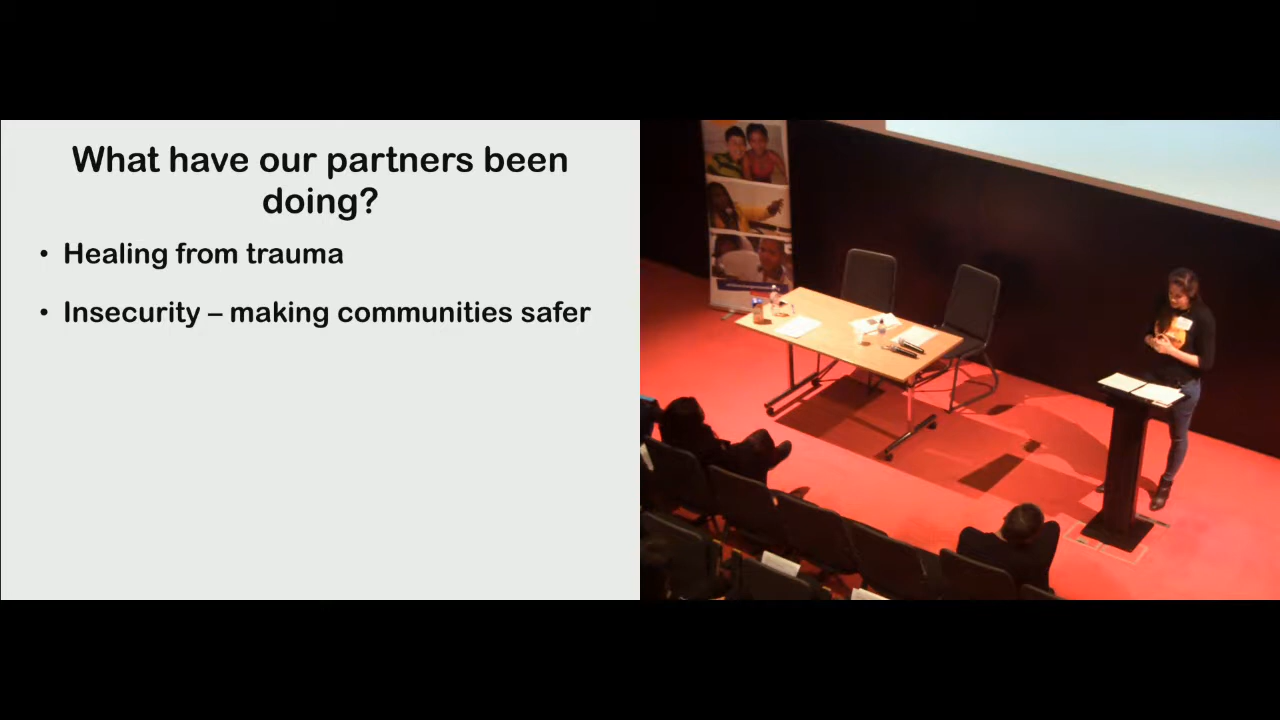 What have our partners been
doing?
• Healing from trauma
• Insecurity – making communities safer